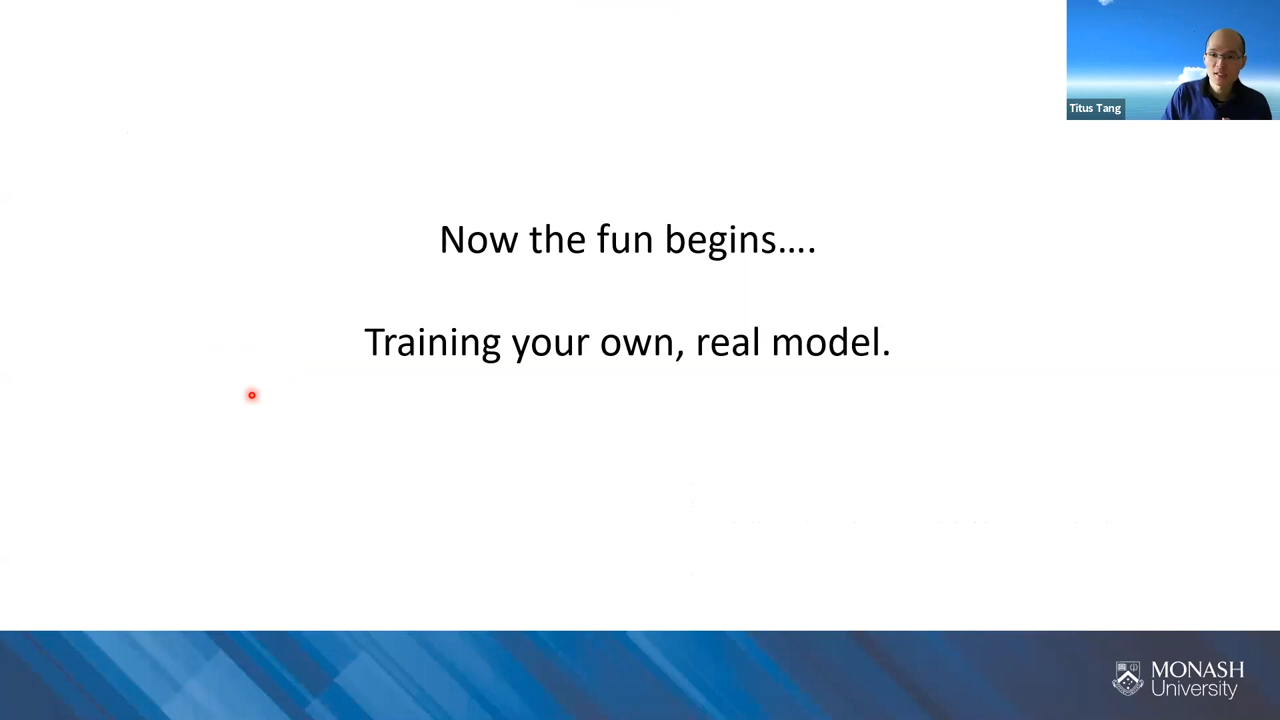 Titus Tang
Now the fun begins....
Training your own, real model.
MONASH
University